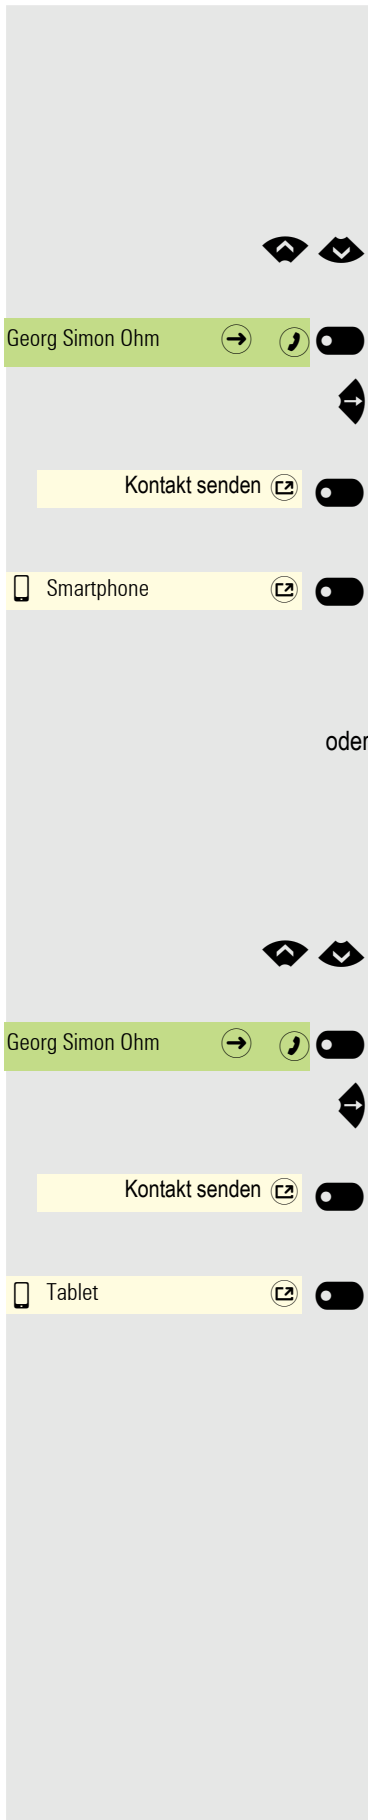 Georg Simon Ohm
Kontakt senden
Smartphone
oder
Georg Simon Ohm
Kontakt senden
Tablet